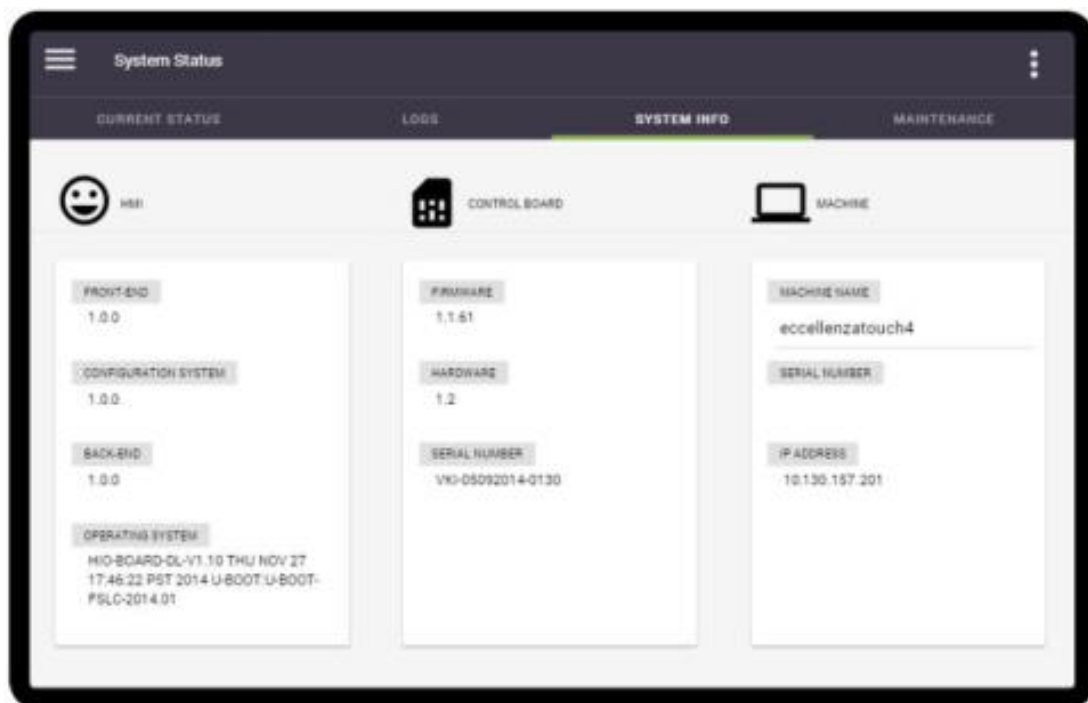 System Status
CURRENT STATUS
LOGS
SYSTEM INFO
MAINTENANCE
HMI
CONTROL BOARD
MACHINE
FRONT-END
1.0.0
CONFIGURATION SYSTEM
1.0.0
BACK-END
1.0.0
OPERATING SYSTEM
HIO-BOARD-DL-V1.10 THU NOV 27
17:46:22 PST 2014 U-BOOT:U-BOOT-
FSLC-2014.01
FIRMWARE
1.1.61
HARDWARE
1.2
SERIAL NUMBER
VKI-05092014-0130
MACHINE NAME
eccellenzatouch4
SERIAL NUMBER
IP ADDRESS
10.130.157.201